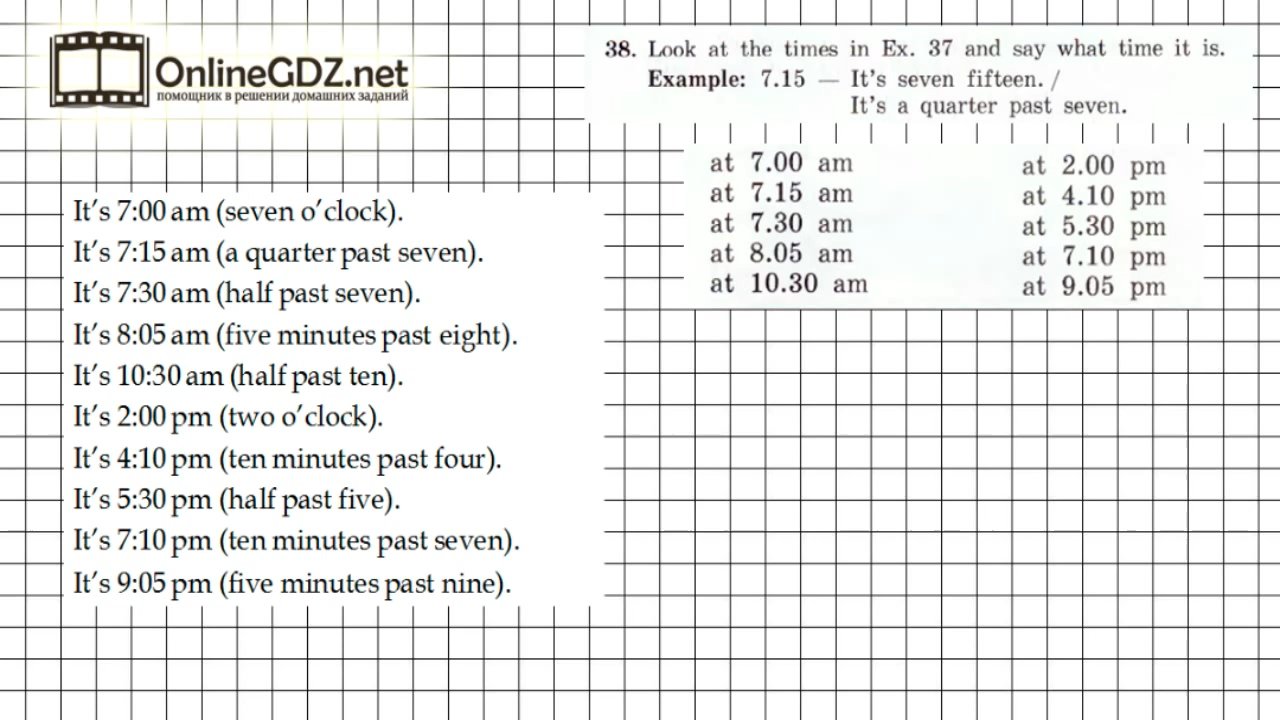 OnlineGDZ.net
помощник в решении домашних заданий
38. Look at the times in Ex. 37 and say what time it is.
Example: 7.15 — It's seven fifteen. /
It's a quarter past seven.
at 7.00 am
at 7.15 am
at 7.30 am
at 8.05 am
at 10.30 am
at 2.00 pm
at 4.10 pm
at 5.30 pm
at 7.10 pm
at 9.05 pm
It's 7:00 am (seven o'clock).
It's 7:15 am (a quarter past seven).
It's 7:30 am (half past seven).
It's 8:05 am (five minutes past eight).
It's 10:30 am (half past ten).
It's 2:00 pm (two o'clock).
It's 4:10 pm (ten minutes past four).
It's 5:30 pm (half past five).
It's 7:10 pm (ten minutes past seven).
It's 9:05 pm (five minutes past nine).